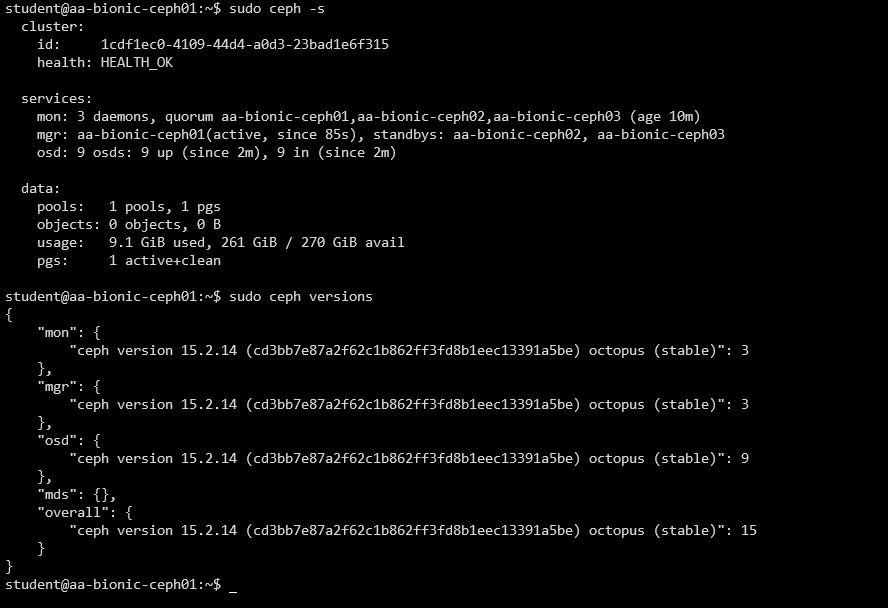 student@aa-bionic-ceph01:~$ sudo ceph -s
  cluster:
    id:     1cdf1ec0-4109-44d4-a0d3-23bad1e6f315
    health: HEALTH_OK

  services:
    mon: 3 daemons, quorum aa-bionic-ceph01,aa-bionic-ceph02,aa-bionic-ceph03 (age 10m)
    mgr: aa-bionic-ceph01(active, since 85s), standbys: aa-bionic-ceph02, aa-bionic-ceph03
    osd: 9 osds: 9 up (since 2m), 9 in (since 2m)

  data:
    pools:   1 pools, 1 pgs
    objects: 0 objects, 0 B
    usage:   9.1 GiB used, 261 GiB / 270 GiB avail
    pgs:     1 active+clean

student@aa-bionic-ceph01:~$ sudo ceph versions
{
    "mon": {
        "ceph version 15.2.14 (cd3bb7e87a2f62c1b862ff3fd8b1eec13391a5be) octopus (stable)": 3
    },
    "mgr": {
        "ceph version 15.2.14 (cd3bb7e87a2f62c1b862ff3fd8b1eec13391a5be) octopus (stable)": 3
    },
    "osd": {
        "ceph version 15.2.14 (cd3bb7e87a2f62c1b862ff3fd8b1eec13391a5be) octopus (stable)": 9
    },
    "mds": {},
    "overall": {
        "ceph version 15.2.14 (cd3bb7e87a2f62c1b862ff3fd8b1eec13391a5be) octopus (stable)": 15
    }
}
student@aa-bionic-ceph01:~$ _